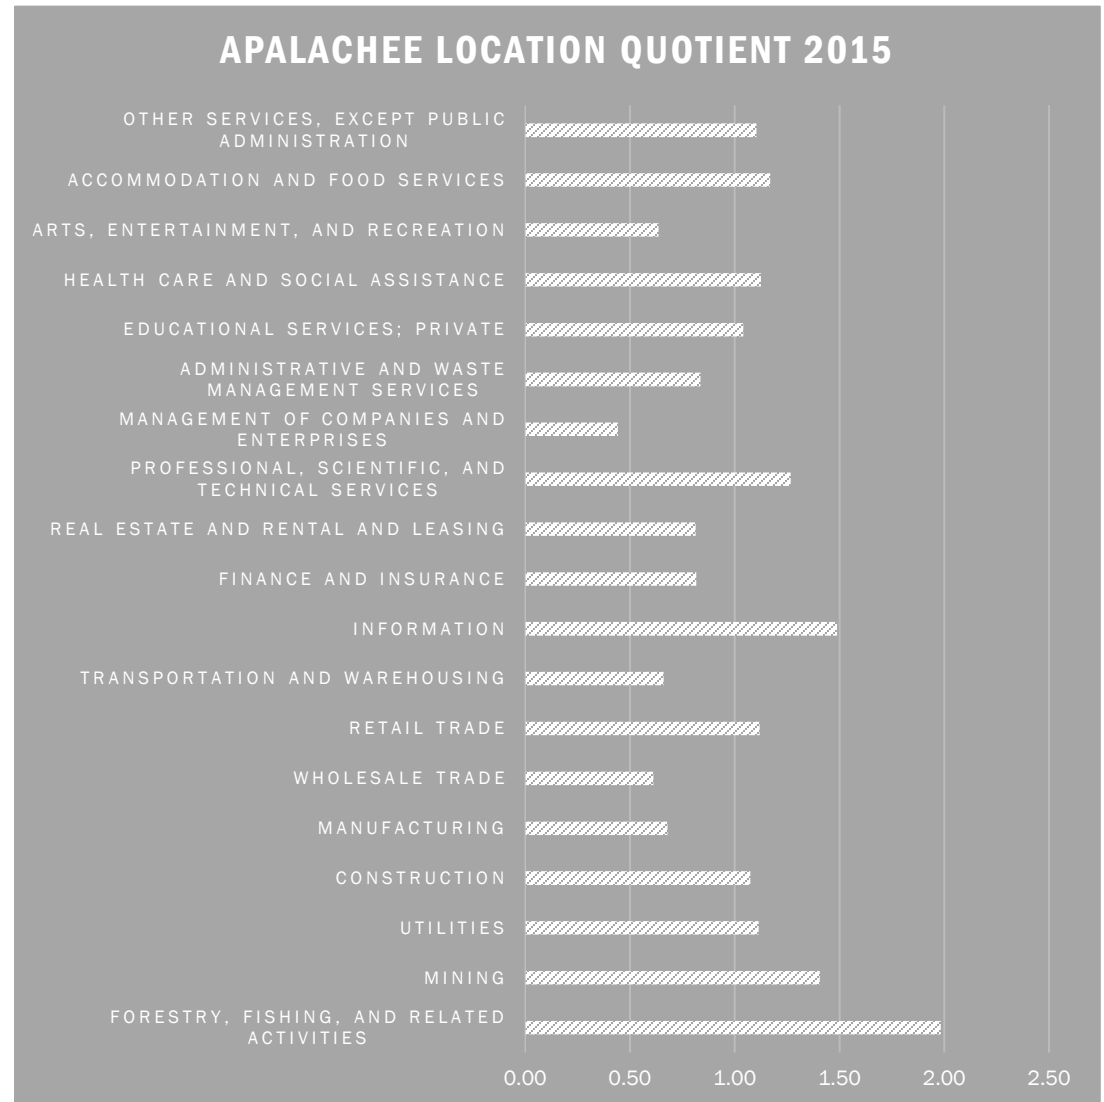 APALACHEE LOCATION QUOTIENT 2015
OTHER SERVICES, EXCEPT PUBLIC
ADMINISTRATION
ACCOMMODATION AND FOOD SERVICES
ARTS, ENTERTAINMENT, AND RECREATION
HEALTH CARE AND SOCIAL ASSISTANCE
EDUCATIONAL SERVICES; PRIVATE
ADMINISTRATIVE AND WASTE
MANAGEMENT SERVICES
MANAGEMENT OF COMPANIES AND
ENTERPRISES
PROFESSIONAL, SCIENTIFIC, AND
TECHNICAL SERVICES
REAL ESTATE AND RENTAL AND LEASING
FINANCE AND INSURANCE
INFORMATION
TRANSPORTATION AND WAREHOUSING
RETAIL TRADE
WHOLESALE TRADE
MANUFACTURING
CONSTRUCTION
UTILITIES
MINING
FORESTRY, FISHING, AND RELATED
ACTIVITIES
0.00 0.50 1.00 1.50 2.00 2.50